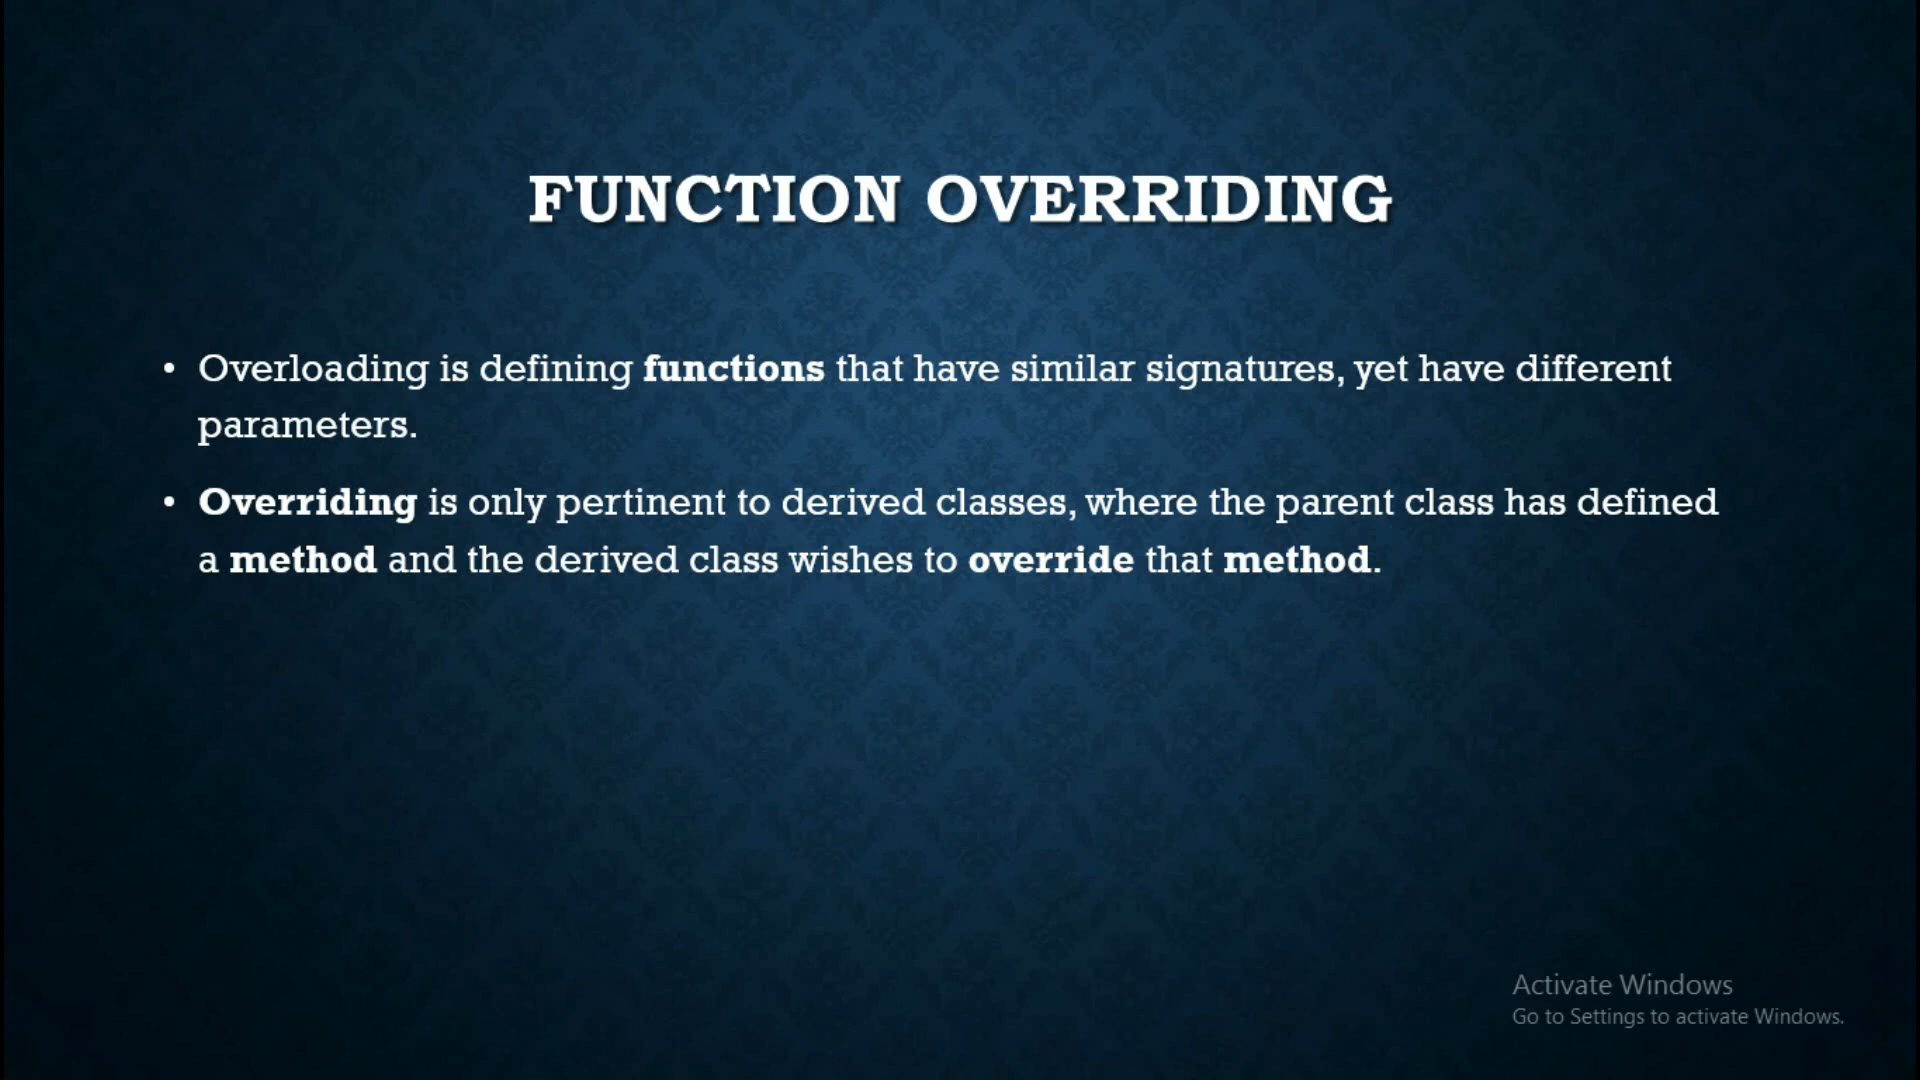 FUNCTION OVERRIDING
• Overloading is defining functions that have similar signatures, yet have different
parameters.
• Overriding is only pertinent to derived classes, where the parent class has defined
a method and the derived class wishes to override that method.
Activate Windows
Go to Settings to activate Windows.